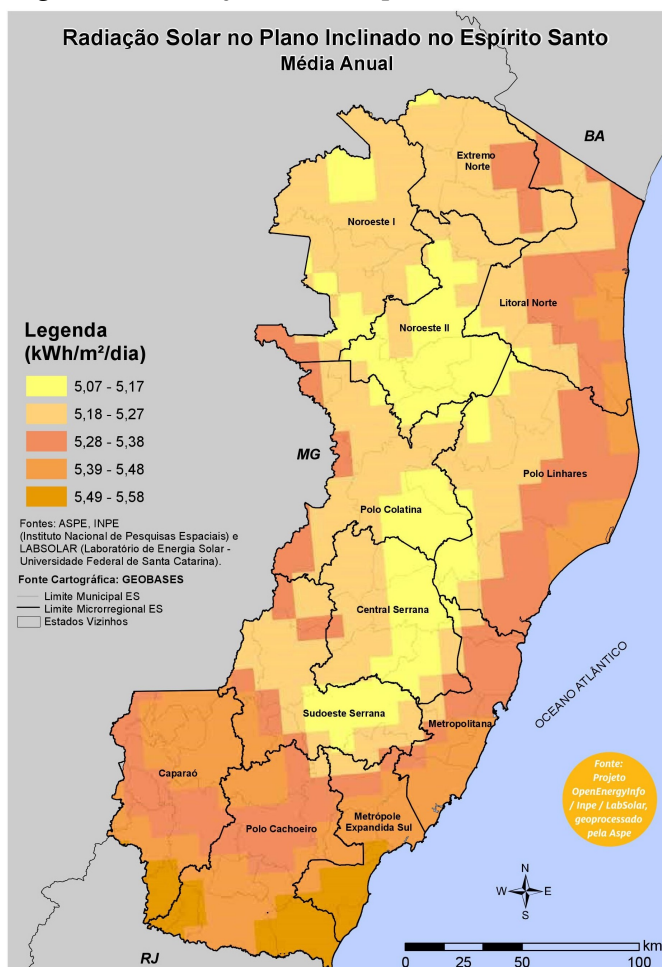 Radiação Solar no Plano Inclinado no Espírito Santo
Média Anual
BA
Extremo
Norte
Noroeste I
Litoral Norte
Noroeste II
Legenda
(kWh/m²/dia)
5,07 - 5,17
5,18 - 5,27
5,28 - 5,38
5,39 - 5,48
5,49 - 5,58
MG
Polo Linhares
Polo Colatina
Fontes: ASPE, INPE
(Instituto Nacional de Pesquisas Espaciais) e
LABSOLAR (Laboratório de Energia Solar -
Universidade Federal de Santa Catarina).
Fonte Cartográfica: GEOBASES
Limite Municipal ES
Limite Microrregional ES
Estados Vizinhos
Central Serrana
OCEANO ATLÂNTICO
Sudoeste Serrana
Metropolitana
Caparaó
Polo Cachoeiro
Metrópole
Expandida Sul
Fonte:
Projeto
OpenEnergyInfo
/ Inpe / LabSolar,
geoprocessado
pela Aspe
N
W E
S
RJ
km
0 25 50 100